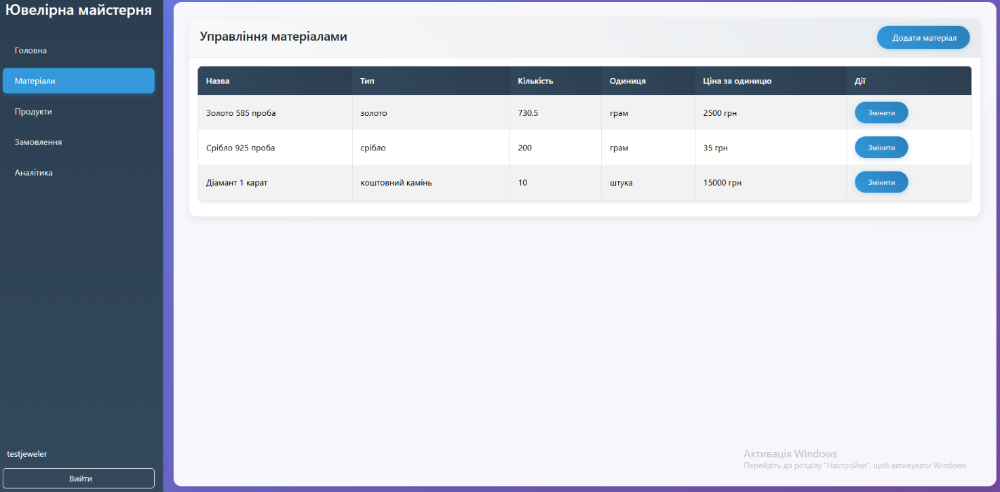 Ювелірна майстерня
Головна
Матеріали
Продукти
Замовлення
Аналітика
testjeweler
Вийти
Управління матеріалами
Додати матеріал
Назва Тип Кількість Одиниця Ціна за одиницю Дії
Золото 585 проба золото 730.5 грам 2500 грн Змінити
Срібло 925 проба срібло 200 грам 35 грн Змінити
Діамант 1 карат коштовний камінь 10 штука 15000 грн Змінити
Активація Windows
Перейдіть до розділу "Настройки", щоб активувати Windows.